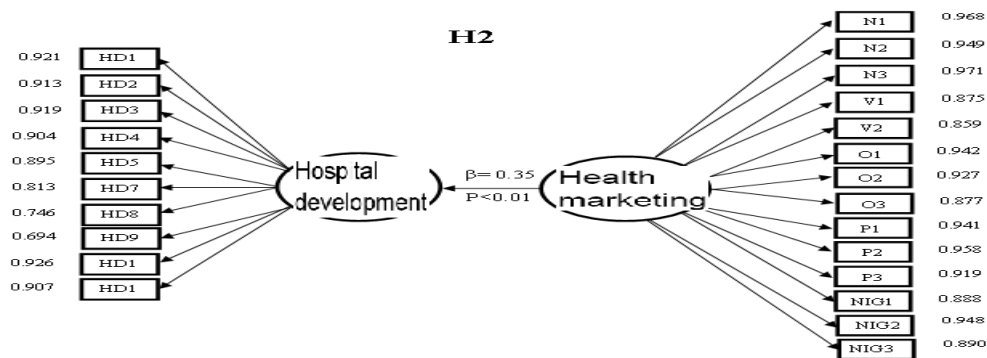 H2
0.921 HD1
0.913 HD2
0.919 HD3
0.904 HD4
0.895 HD5
0.813 HD7
0.746 HD8
0.694 HD9
0.926 HD1
0.907 HD1
Hospital
development
β= 0.35
P<0.01
Health
marketing
N1 0.968
N2 0.949
N3 0.971
V1 0.875
V2 0.859
O1 0.942
O2 0.927
O3 0.877
P1 0.941
P2 0.958
P3 0.919
NIG1 0.888
NIG2 0.948
NIG3 0.890